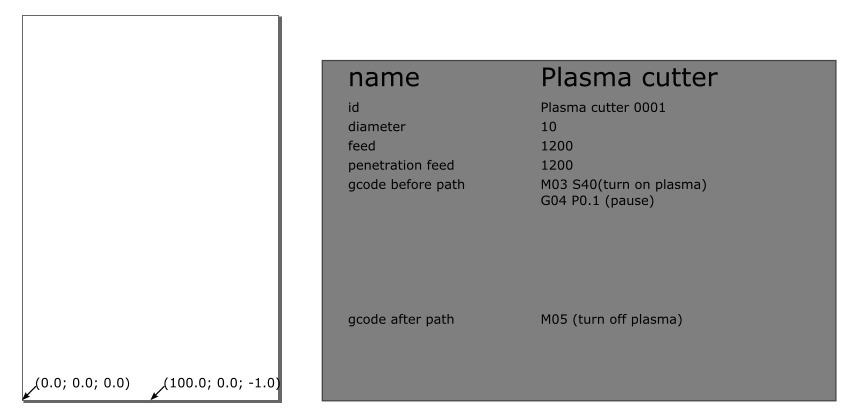 name Plasma cutter
id Plasma cutter 0001
diameter 10
feed 1200
penetration feed 1200
gcode before path M03 S40(turn on plasma)
G04 P0.1 (pause)
gcode after path M05 (turn off plasma)
(0.0; 0.0; 0.0) (100.0; 0.0; -1.0)